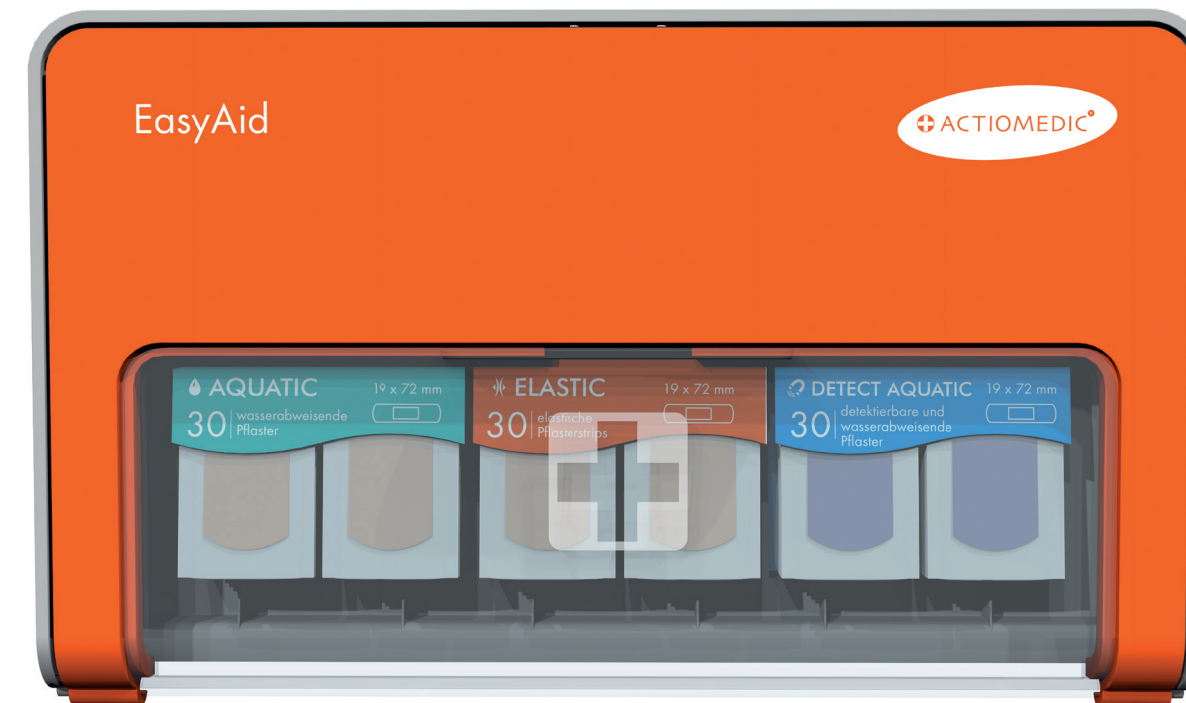 EasyAid
ACTIOMEDIC®
AQUATIC 19 x 72 mm
30 wasserabweisende
Pflaster
ELASTIC 19 x 72 mm
30 elastische
Pflasterstrips
DETECT AQUATIC 19 x 72 mm
30 detektierbare und
wasserabweisende
Pflaster